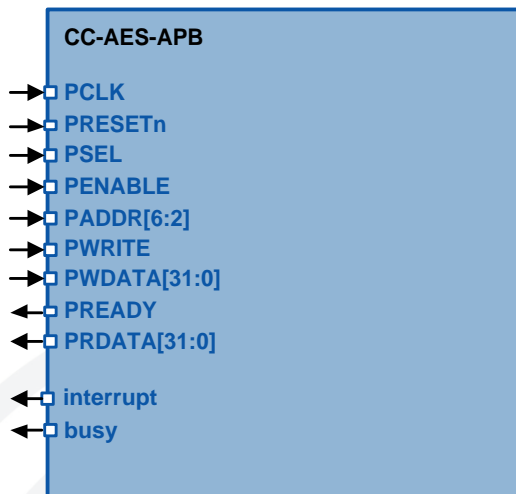 CC-AES-APB
PCLK
PRESETn
PSEL
PENABLE
PADDR[6:2]
PWRITE
PWDATA[31:0]
PREADY
PRDATA[31:0]
interrupt
busy